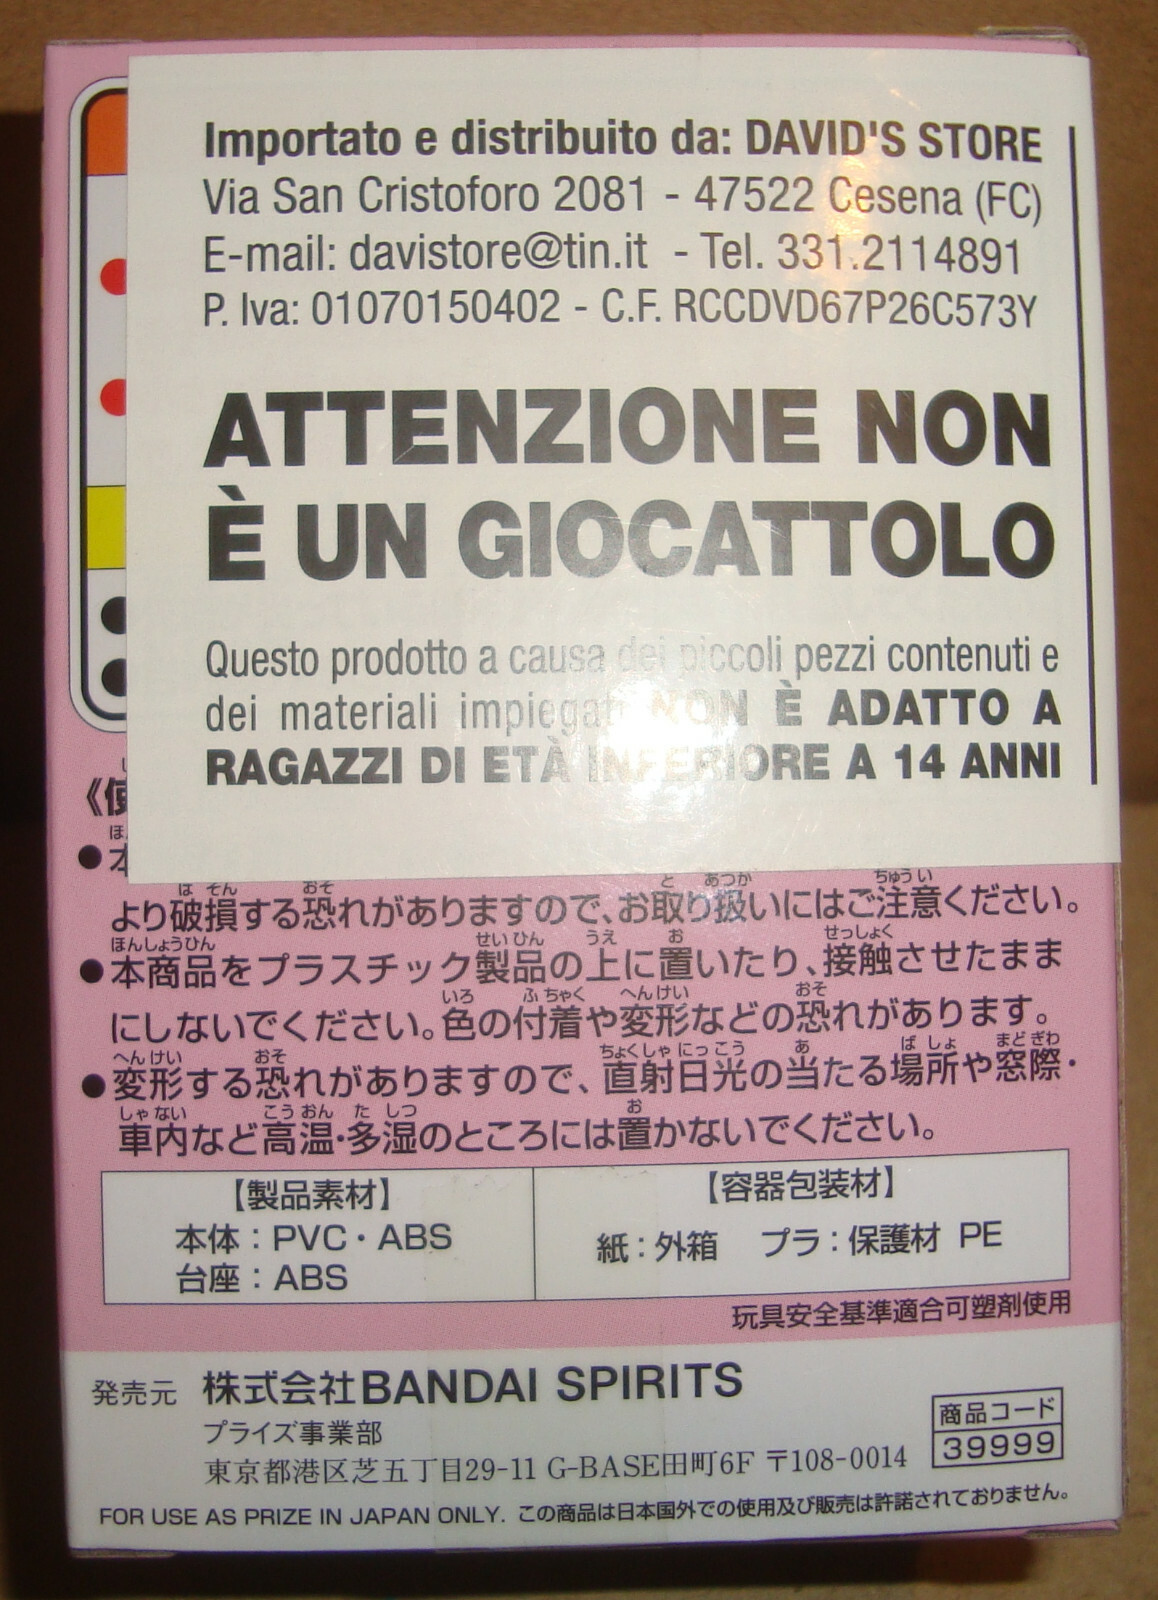 Importato e distribuito da: DAVID'S STORE
Via San Cristoforo 2081 - 47522 Cesena (FC)
E-mail: davistore@tin.it - Tel. 331.2114891
P. Iva: 01070150402 - C.F. RCCDVD67P26C573Y
ATTENZIONE NON
È UN GIOCATTOLO
Questo prodotto a causa dei piccoli pezzi contenuti e
dei materiali impiegati NON È ADATTO A
RAGAZZI DI ETÀ INFERIORE A 14 ANNI
《使
●本
より破損する恐れがありますので、お取り扱いにはご注意ください。
●本商品をプラスチック製品の上に置いたり、接触させたまま
にしないでください。色の付着や変形などの恐れがあります。
●変形する恐れがありますので、直射日光の当たる場所や窓際・
車内など高温・多湿のところには置かないでください。
【製品素材】
本体：PVC・ABS
台座：ABS
【容器包装材】
紙：外箱 プラ：保護材 PE
玩具安全基準適合可塑剤使用
発売元 株式会社BANDAI SPIRITS
プライズ事業部
東京都港区芝五丁目29-11 G-BASE田町6F 〒108-0014
商品コード
39999
FOR USE AS PRIZE IN JAPAN ONLY. この商品は日本国外での使用及び販売は許諾されておりません。